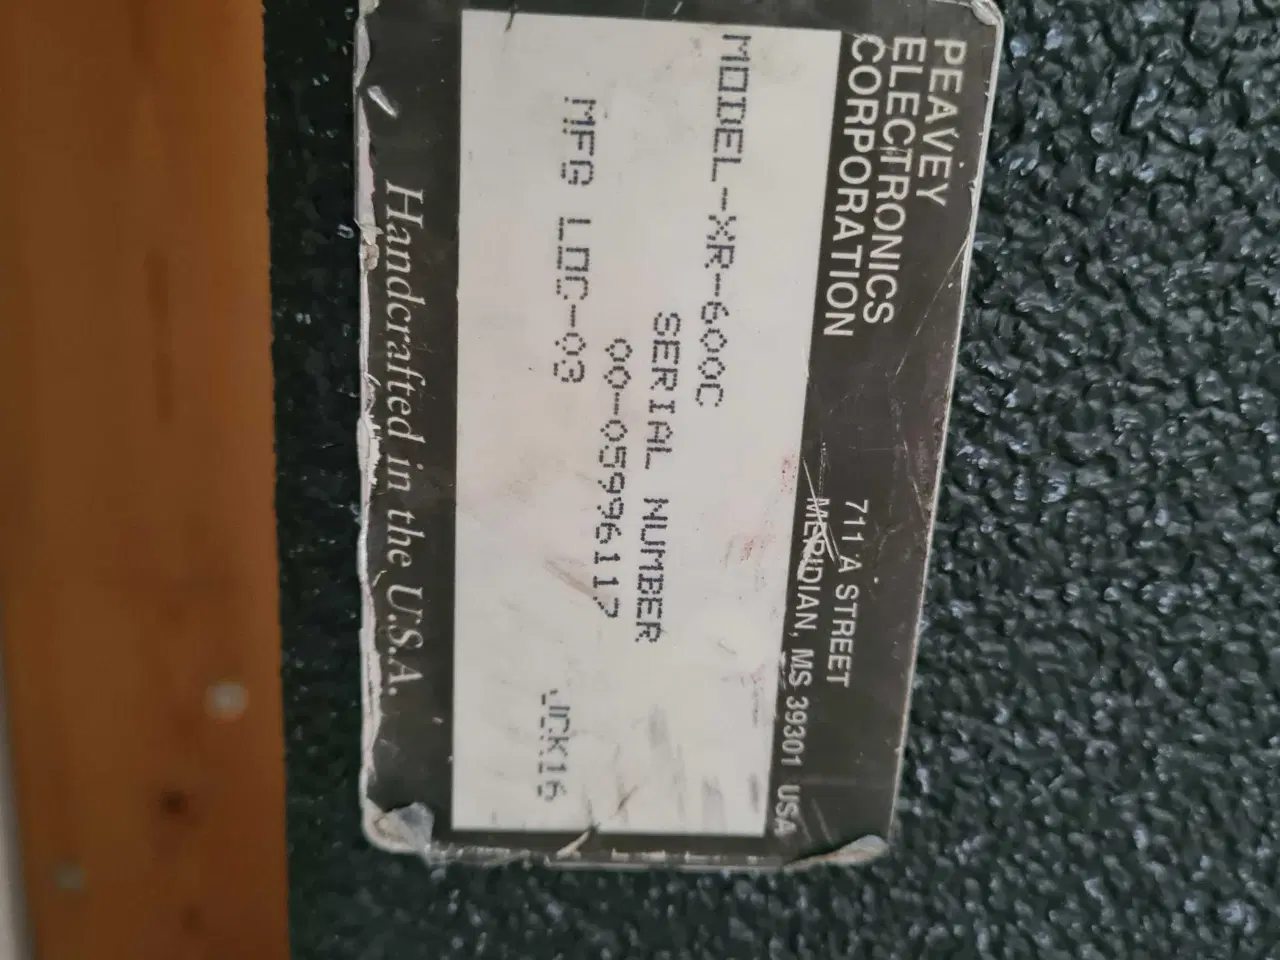 PEAVEY
ELECTRONICS
CORPORATION
711 A STREET
MERIDIAN, MS 39301 USA
MODEL-XR-600C
SERIAL NUMBER
00-05996112
MFG LOC-03 JCK16
Handcrafted in the U.S.A.